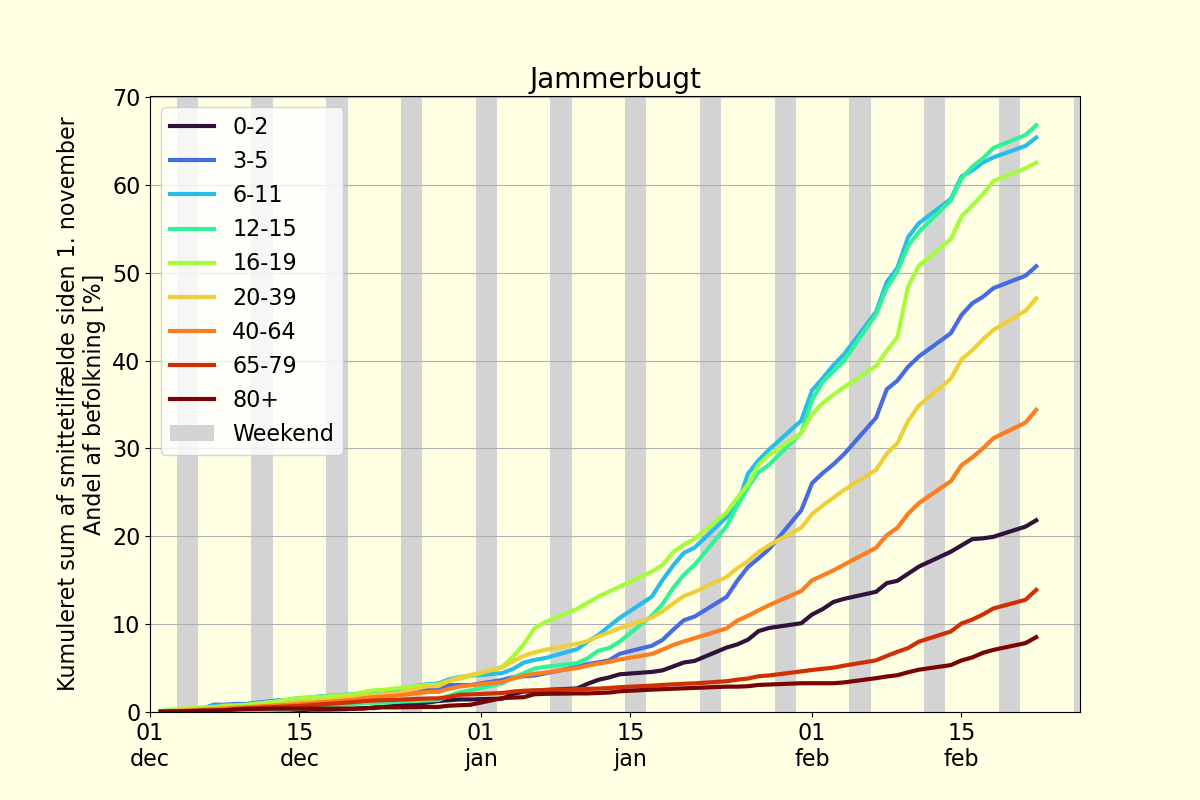 Jammerbugt
Kumuleret sum af smittetilfælde siden 1. november
Andel af befolkning [%]
70
60
50
40
30
20
10
0
0-2
3-5
6-11
12-15
16-19
20-39
40-64
65-79
80+
Weekend
01 15 01 15 01 15
dec dec jan jan feb feb